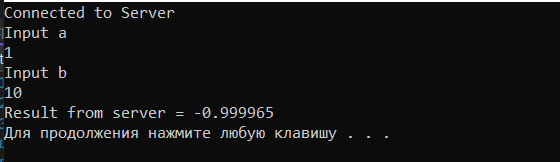 Connected to Server
Input a
1
Input b
10
Result from server = -0.999965
Для продолжения нажмите любую клавишу . . .